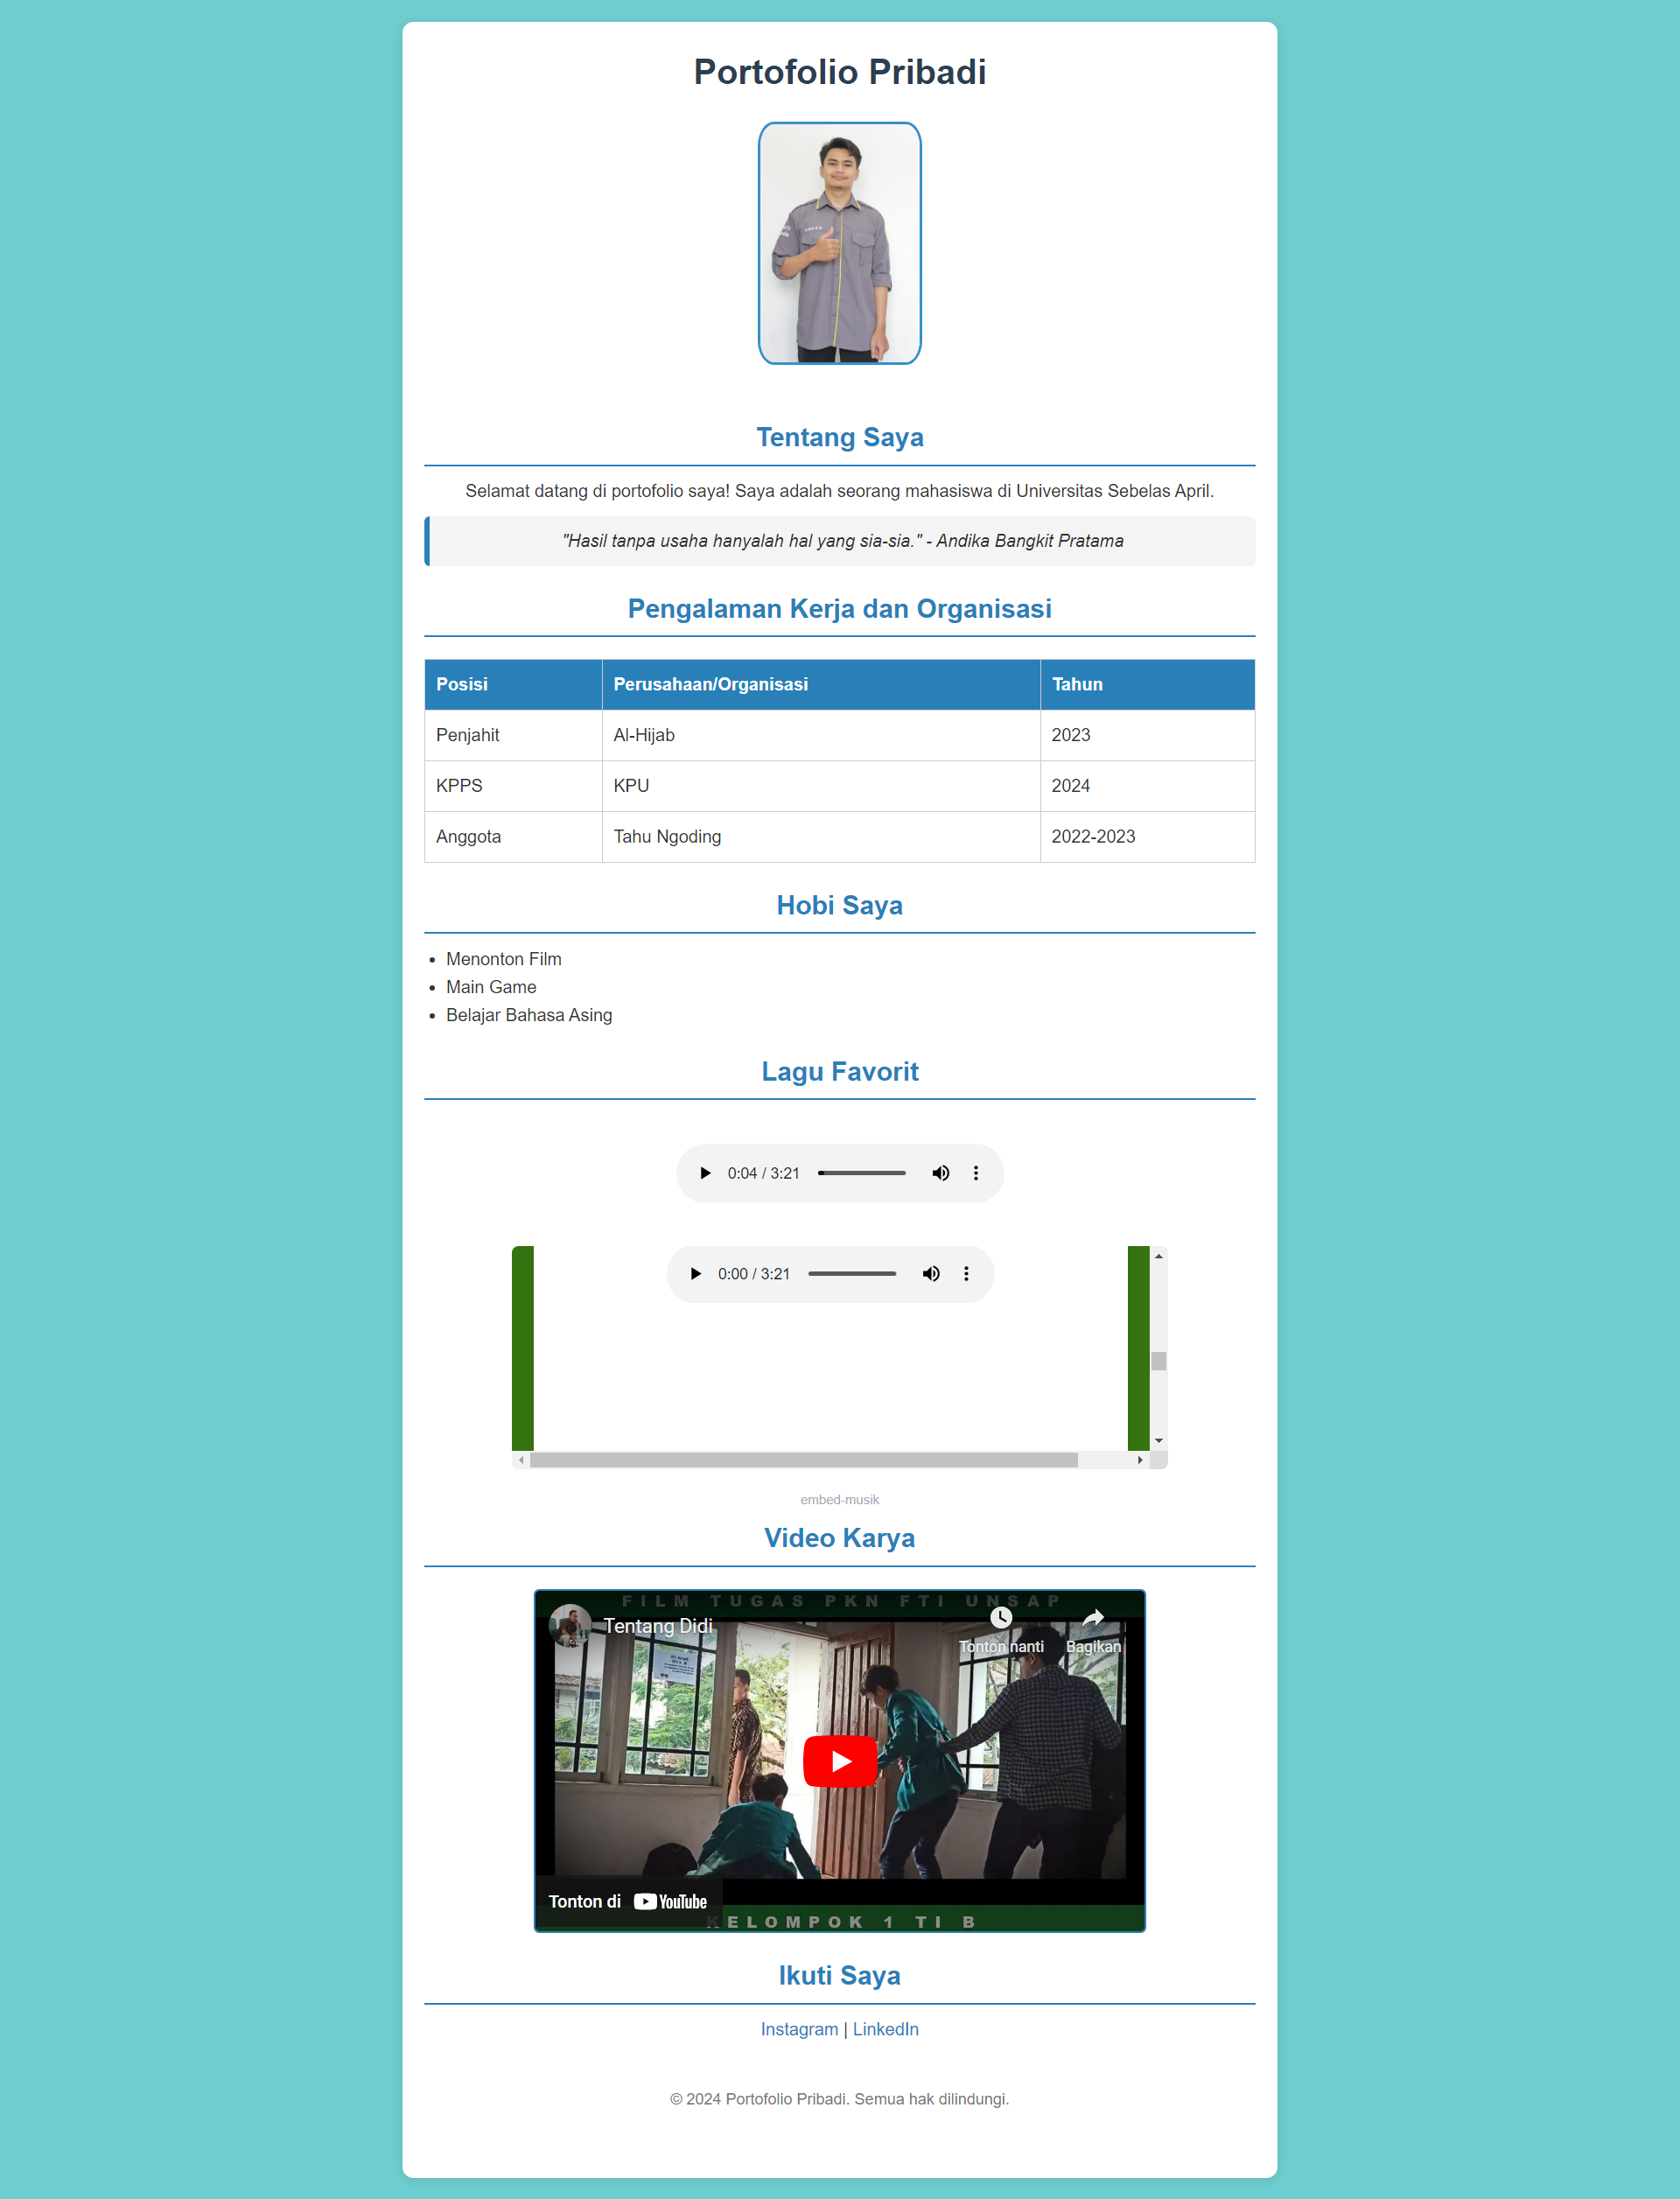 Portofolio Pribadi
Tentang Saya
Selamat datang di portofolio saya! Saya adalah seorang mahasiswa di Universitas Sebelas April.
"Hasil tanpa usaha hanyalah hal yang sia-sia." - Andika Bangkit Pratama
Pengalaman Kerja dan Organisasi
Posisi Perusahaan/Organisasi Tahun
Penjahit Al-Hijab 2023
KPPS KPU 2024
Anggota Tahu Ngoding 2022-2023
Hobi Saya
• Menonton Film
• Main Game
• Belajar Bahasa Asing
Lagu Favorit
0:04 / 3:21
0:00 / 3:21
embed-musik
Video Karya
FILM TUGAS PKN FTI UNSAP
Tentang Didi
Tonton nanti Bagikan
Tonton di YouTube
KELOMPOK 1 TI B
Ikuti Saya
Instagram | LinkedIn
© 2024 Portofolio Pribadi. Semua hak dilindungi.